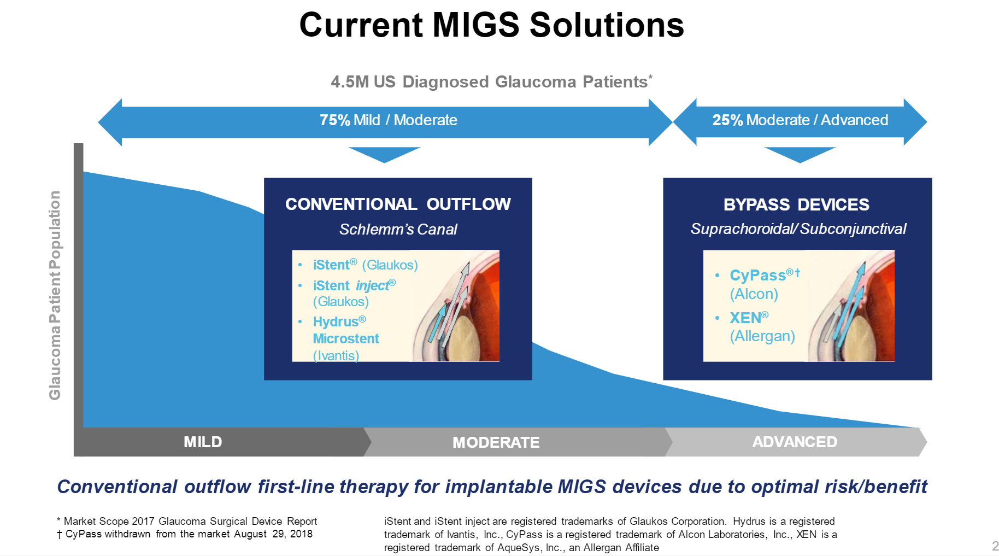 Current MIGS Solutions
4.5M US Diagnosed Glaucoma Patients*
75% Mild / Moderate
25% Moderate / Advanced
Glaucoma Patient Population
CONVENTIONAL OUTFLOW
Schlemm's Canal
• iStent® (Glaukos)
• iStent inject®
(Glaukos)
• Hydrus®
Microstent
(Ivantis)
BYPASS DEVICES
Suprachoroidal/Subconjunctival
• CyPass®†
(Alcon)
• XEN®
(Allergan)
MILD
MODERATE
ADVANCED
Conventional outflow first-line therapy for implantable MIGS devices due to optimal risk/benefit
* Market Scope 2017 Glaucoma Surgical Device Report
† CyPass withdrawn from the market August 29, 2018
iStent and iStent inject are registered trademarks of Glaukos Corporation. Hydrus is a registered
trademark of Ivantis, Inc., CyPass is a registered trademark of Alcon Laboratories, Inc., XEN is a
registered trademark of AqueSys, Inc., an Allergan Affiliate
2